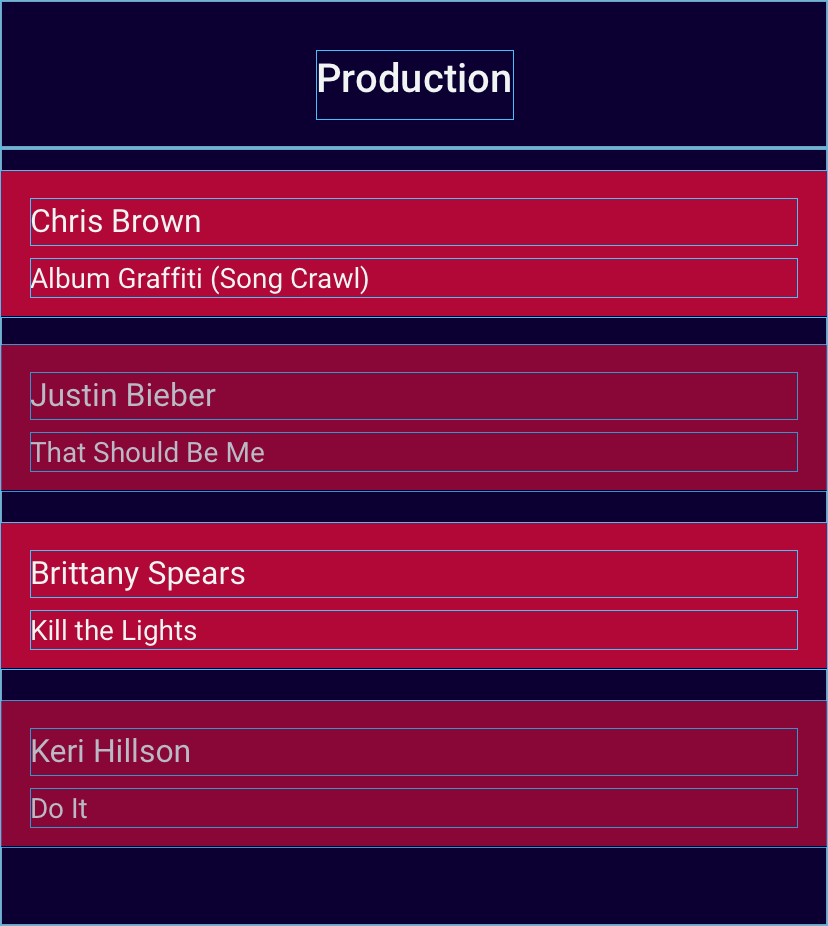 Production
Chris Brown
Album Graffiti (Song Crawl)
Justin Bieber
That Should Be Me
Brittany Spears
Kill the Lights
Keri Hillson
Do It